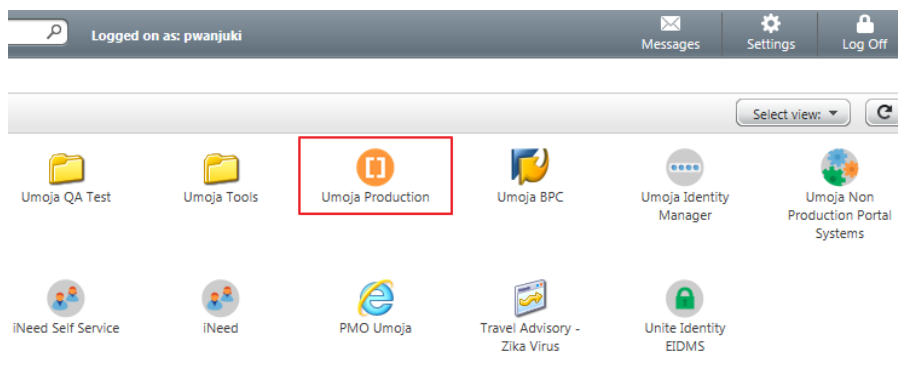 Logged on as: pwanjuki
Messages
Settings
Log Off
Select view:
Umoja QA Test
Umoja Tools
Umoja Production
Umoja BPC
Umoja Identity
Manager
Umoja Non
Production Portal
Systems
iNeed Self Service
iNeed
PMO Umoja
Travel Advisory -
Zika Virus
Unite Identity
EIDMS